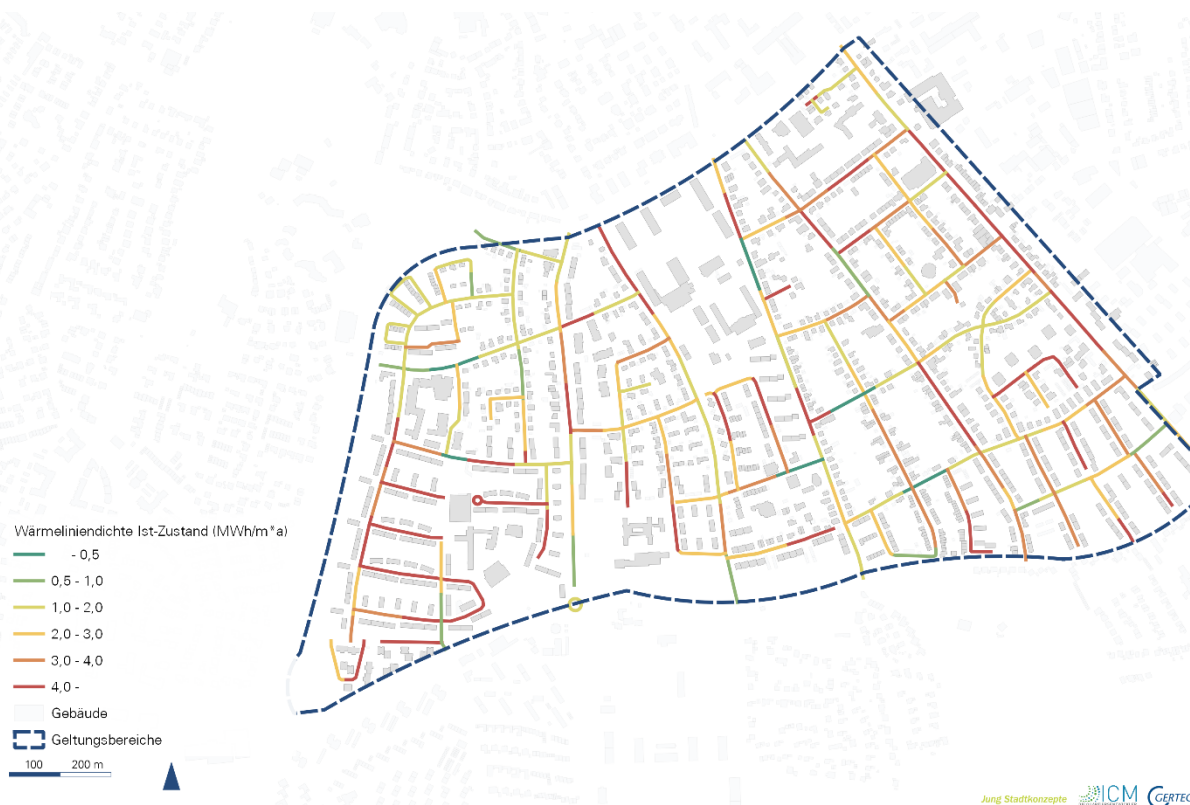 Wärmeliniendichte Ist-Zustand (MWh/m*a)
- 0,5
0,5 - 1,0
1,0 - 2,0
2,0 - 3,0
3,0 - 4,0
4,0 -
Gebäude
Geltungsbereiche
100 200 m
Jung Stadtkonzepte ICM GERTEC